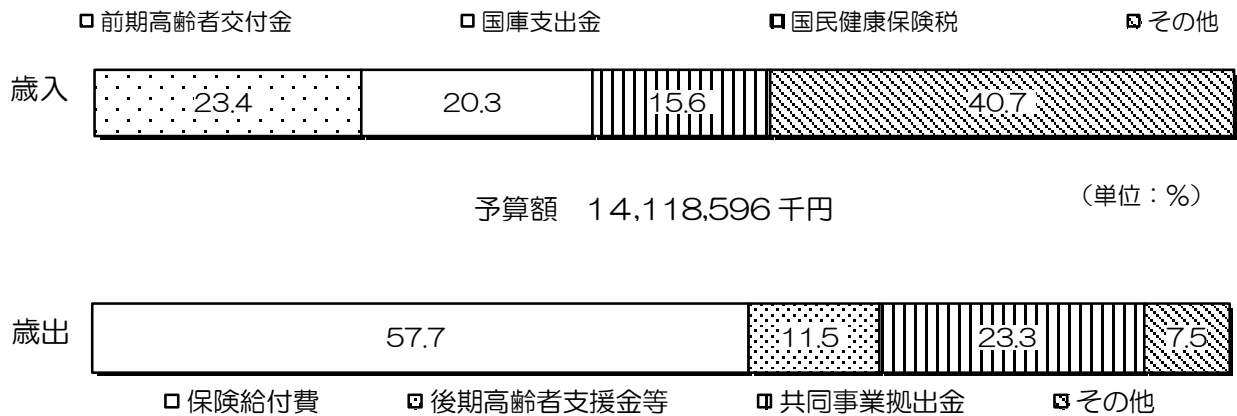 前期高齢者交付金 国庫支出金 国民健康保険税 その他
歳入 23.4 20.3 15.6 40.7
予算額 14,118,596千円 (単位:%)
歳出 57.7 11.5 23.3 7.5
保険給付費 後期高齢者支援金等 共同事業拠出金 その他